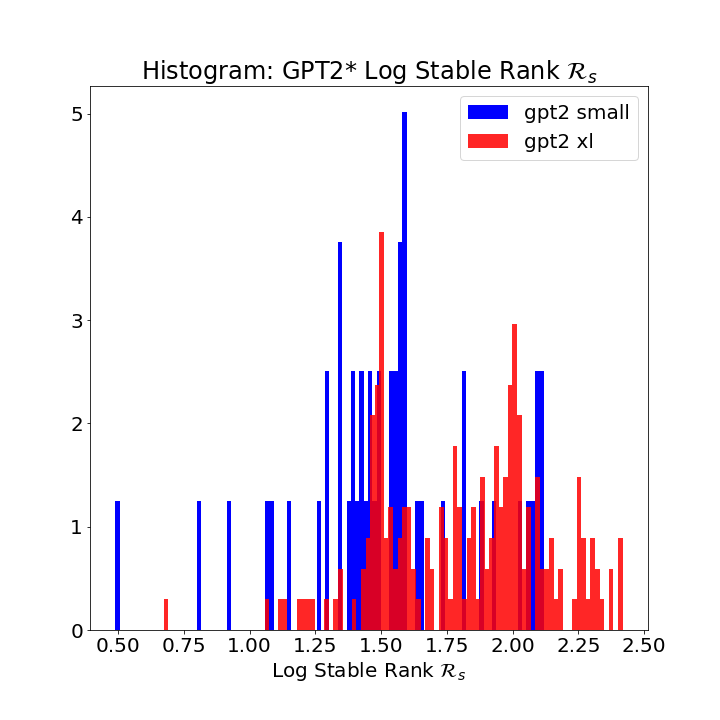 Histogram: GPT2* Log Stable Rank $\mathcal{R}_s$
gpt2 small
gpt2 xl
5
4
3
2
1
0
0.50 0.75 1.00 1.25 1.50 1.75 2.00 2.25 2.50
Log Stable Rank $\mathcal{R}_s$